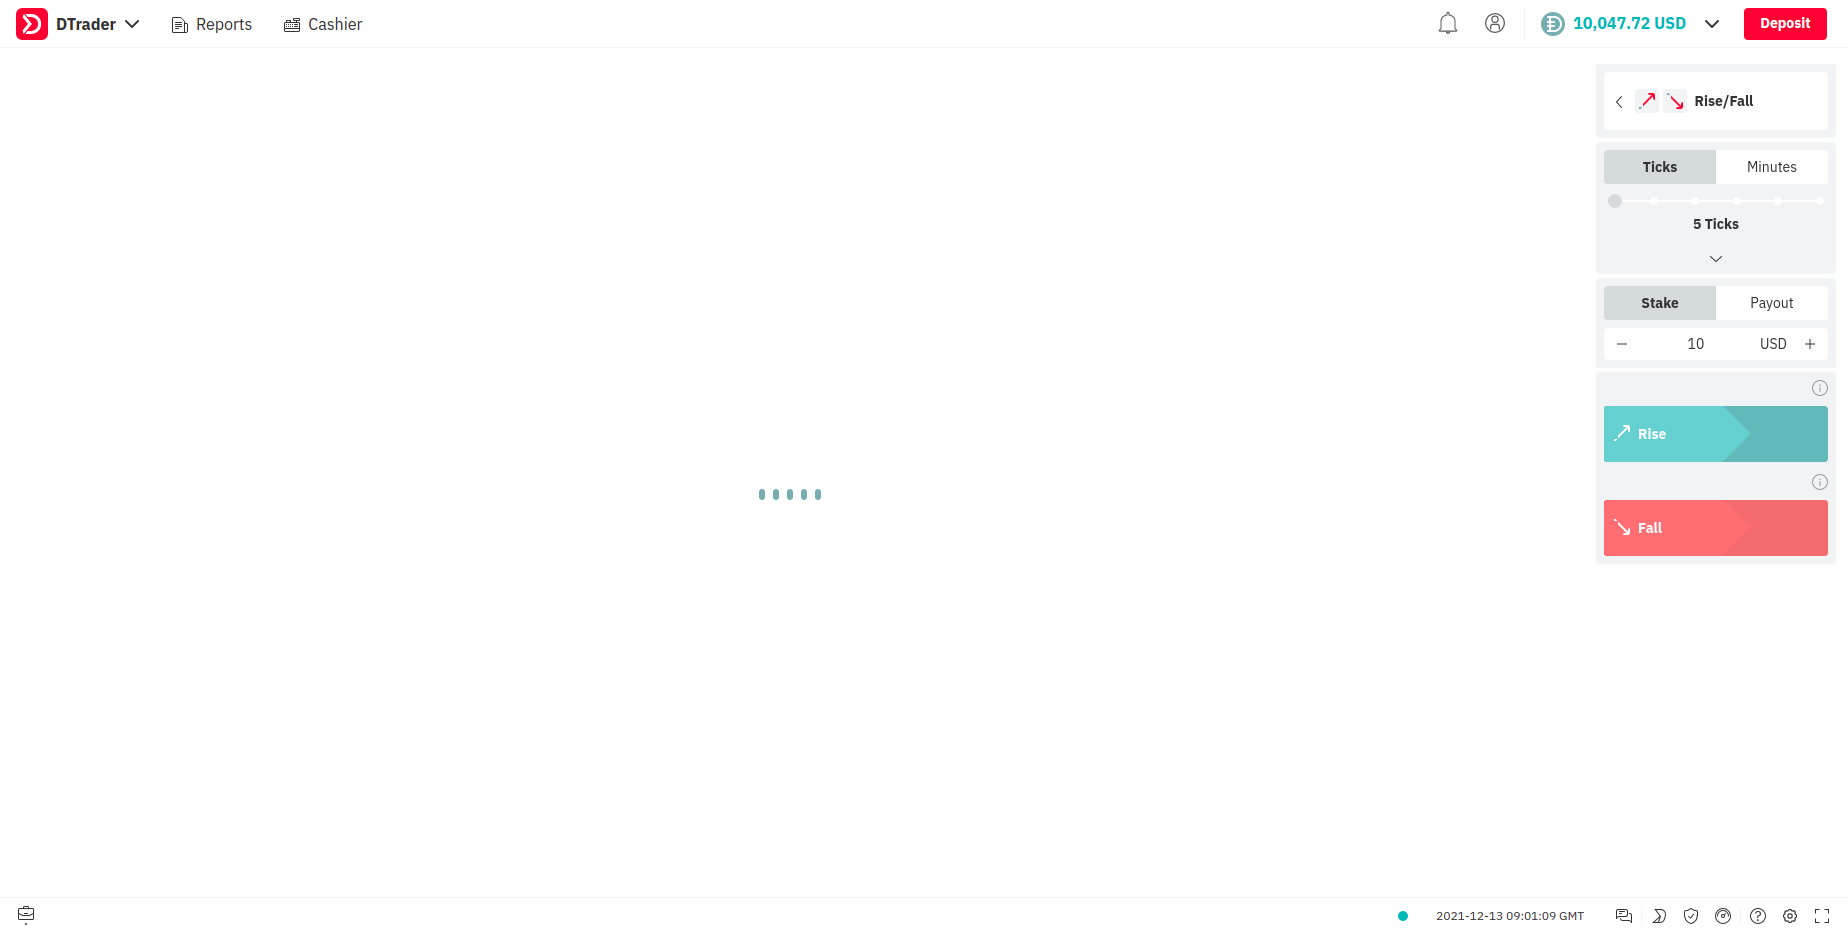 DTrader
Reports
Cashier
10,047.72 USD
Deposit
Rise/Fall
Ticks
Minutes
5 Ticks
Stake
Payout
10
USD
Rise
Fall
2021-12-13 09:01:09 GMT